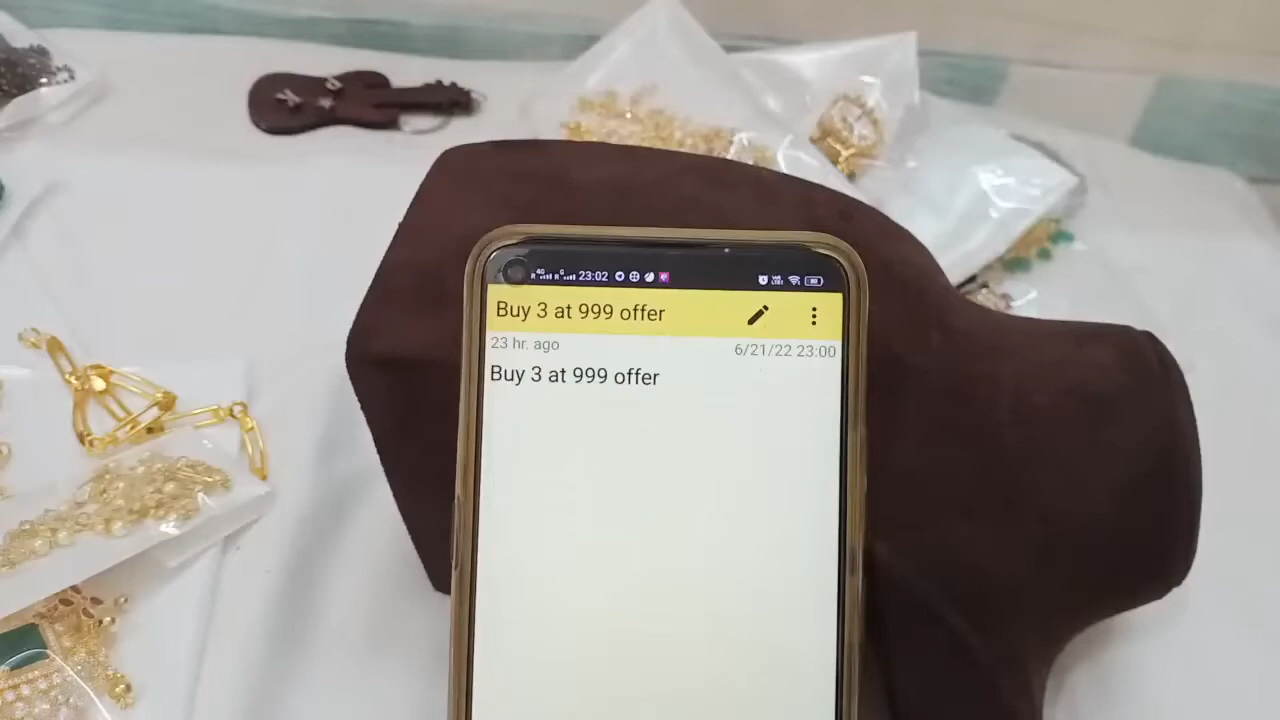 23:02
Buy 3 at 999 offer
23 hr. ago
6/21/22 23:00
Buy 3 at 999 offer